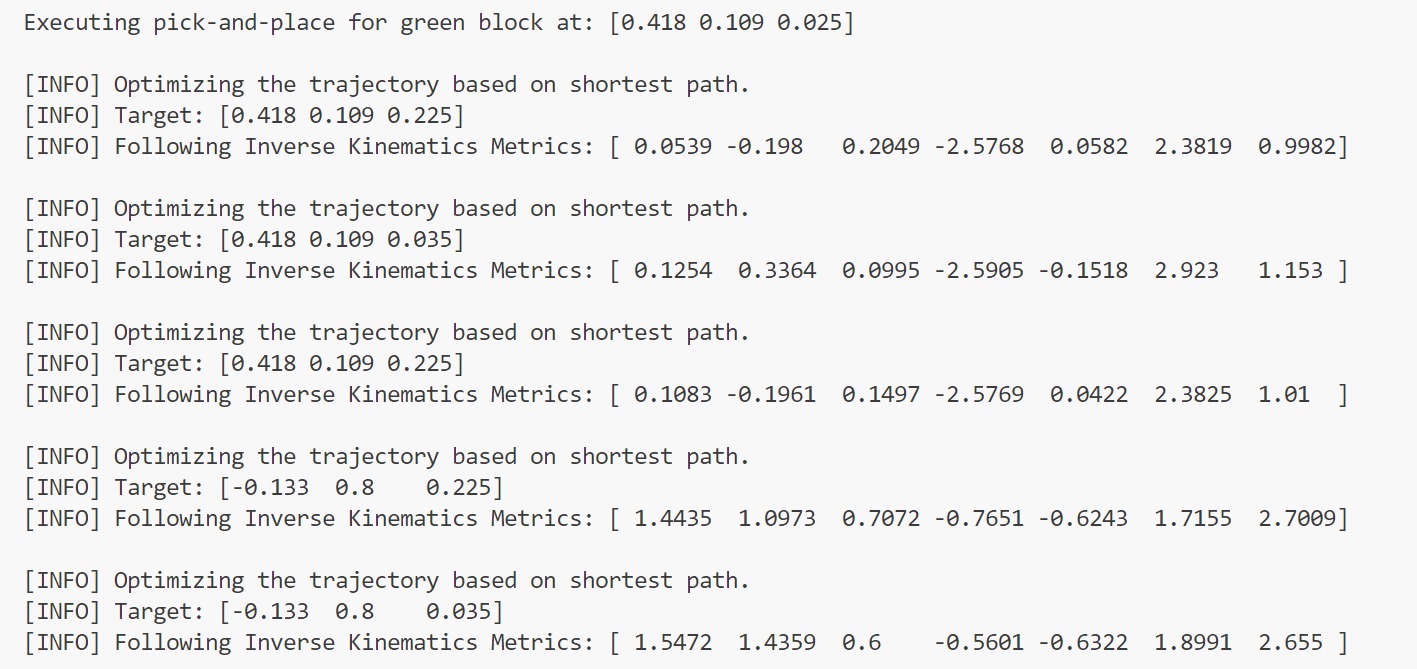 Executing pick-and-place for green block at: [0.418 0.109 0.025]
[INFO] Optimizing the trajectory based on shortest path.
[INFO] Target: [0.418 0.109 0.225]
[INFO] Following Inverse Kinematics Metrics: [ 0.0539 -0.198   0.2049 -2.5768  0.0582  2.3819  0.9982]
[INFO] Optimizing the trajectory based on shortest path.
[INFO] Target: [0.418 0.109 0.035]
[INFO] Following Inverse Kinematics Metrics: [ 0.1254  0.3364  0.0995 -2.5905 -0.1518  2.923   1.153 ]
[INFO] Optimizing the trajectory based on shortest path.
[INFO] Target: [0.418 0.109 0.225]
[INFO] Following Inverse Kinematics Metrics: [ 0.1083 -0.1961  0.1497 -2.5769  0.0422  2.3825  1.01  ]
[INFO] Optimizing the trajectory based on shortest path.
[INFO] Target: [-0.133  0.8    0.225]
[INFO] Following Inverse Kinematics Metrics: [ 1.4435  1.0973  0.7072 -0.7651 -0.6243  1.7155  2.7009]
[INFO] Optimizing the trajectory based on shortest path.
[INFO] Target: [-0.133  0.8    0.035]
[INFO] Following Inverse Kinematics Metrics: [ 1.5472  1.4359  0.6    -0.5601 -0.6322  1.8991  2.655 ]